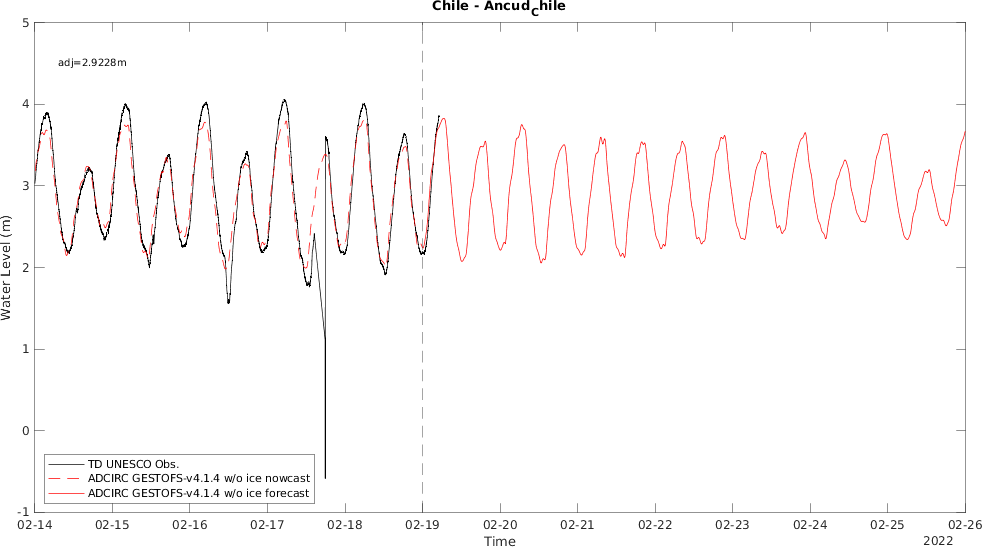 Chile - Ancud_Chile
adj=2.9228m
5
4
3
2
1
0
-1
Water Level (m)
TD UNESCO Obs.
ADCIRC GESTOFS-v4.1.4 w/o ice nowcast
ADCIRC GESTOFS-v4.1.4 w/o ice forecast
02-14 02-15 02-16 02-17 02-18 02-19 02-20 02-21 02-22 02-23 02-24 02-25 02-26
Time
2022